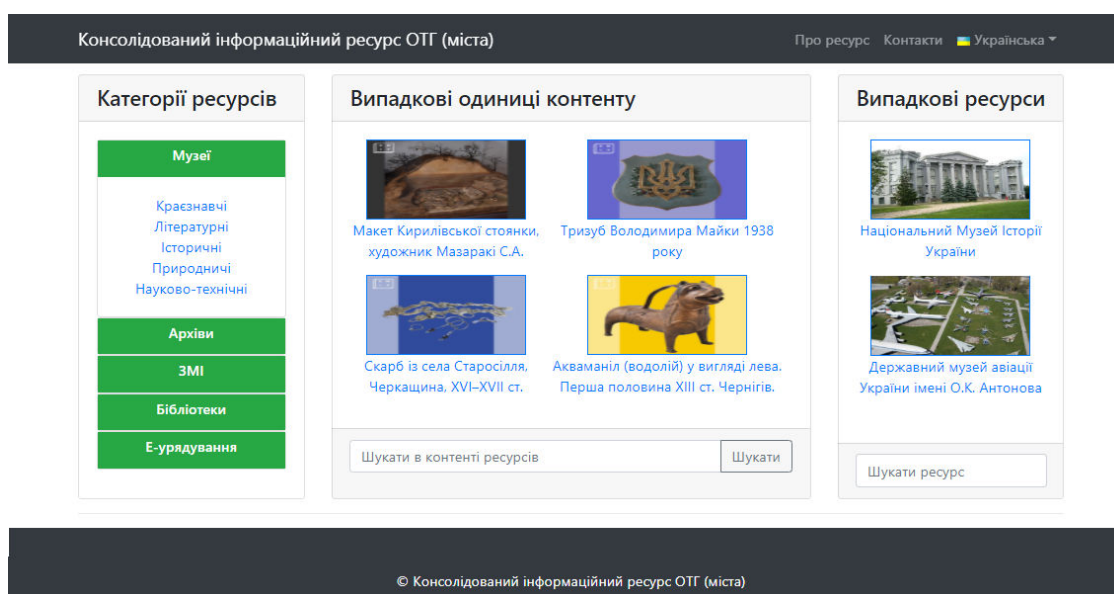 Консолідований інформаційний ресурс ОТГ (міста)
Про ресурс Контакти Українська
Категорії ресурсів
Музеї
Краєзнавчі
Літературні
Історичні
Природничі
Науково-технічні
Архіви
ЗМІ
Бібліотеки
Е-урядування
Випадкові одиниці контенту
Макет Кирилівської стоянки,
художник Мазаракі С.А.
Тризуб Володимира Майки 1938
року
Скарб із села Старосілля,
Черкащина, XVI–XVII ст.
Акваманіл (водолій) у вигляді лева.
Перша половина XIII ст. Чернігів.
Шукати в контенті ресурсів
Шукати
Випадкові ресурси
Національний Музей Історії
України
Державний музей авіації
України імені О.К. Антонова
Шукати ресурс
© Консолідований інформаційний ресурс ОТГ (міста)